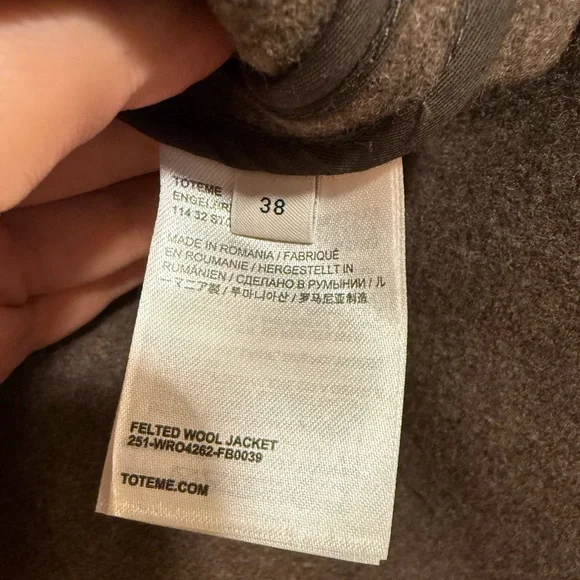 TOTEME
38
114 32
MADE IN ROMANIA / FABRIQUÉ
EN ROUMANIE / HERGESTELLT IN
RUMÄNIEN / СДЕЛАНО В РУМЫНИИ / ル
ーマニア製 / 루마니아산 / 罗马尼亚制造
FELTED WOOL JACKET
251-WRO4262-FB0039
TOTEME.COM